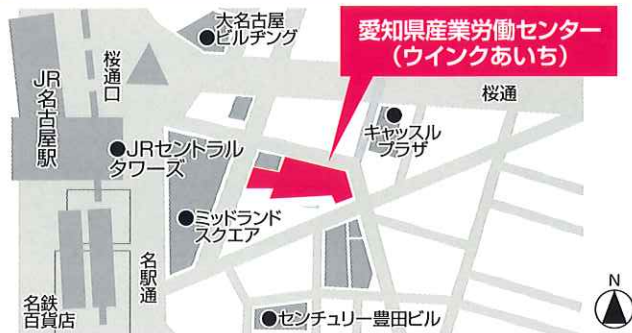 大名古屋
ビルヂング
愛知県産業労働センター
（ウインクあいち）
桜通口
JR名古屋駅
桜通
キャッスル
プラザ
JRセントラル
タワーズ
ミッドランド
スクエア
名駅通
名鉄
百貨店
センチュリー豊田ビル
N